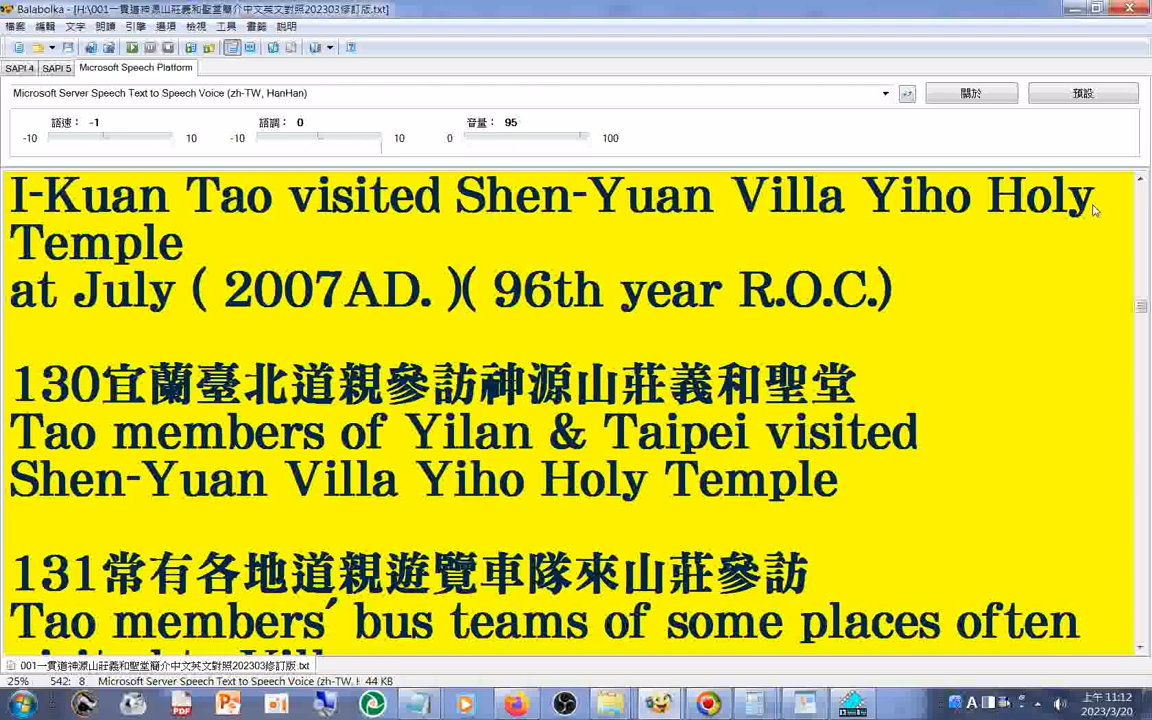 Balabolka - [H:\001一貫道神源山莊義和聖堂簡介中文英文對照202303修訂版.txt]
檔案 編輯 文字 朗讀 引擎 選項 檢視 工具 書籤 說明
SAPI 4 SAPI 5 Microsoft Speech Platform
Microsoft Server Speech Text to Speech Voice (zh-TW, HanHan) 關於 預設
語速： -1 語調： 0 音量： 95
-10 10 -10 10 0 100
I-Kuan Tao visited Shen-Yuan Villa Yiho Holy
Temple
at July ( 2007AD. )( 96th year R.O.C.)
130宜蘭臺北道親參訪神源山莊義和聖堂
Tao members of Yilan & Taipei visited
Shen-Yuan Villa Yiho Holy Temple
131常有各地道親遊覽車隊來山莊參訪
Tao members’ bus teams of some places often
001一貫道神源山莊義和聖堂簡介中文英文對照202303修訂版.txt
25% 542: 8 Microsoft Server Speech Text to Speech Voice (zh-TW, H 44 KB
上午 11:12
2023/3/20